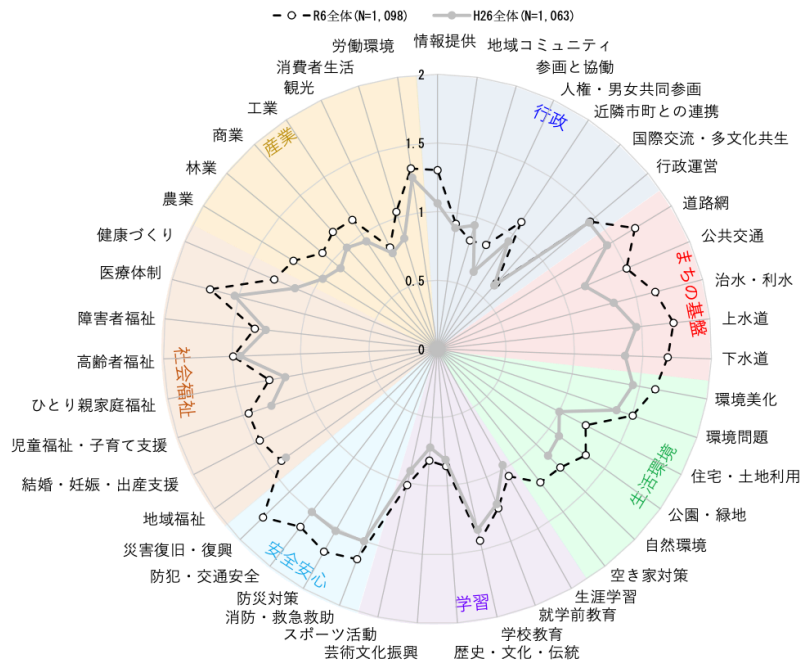 R6全体(N=1,098)
H26全体(N=1,063)
情報提供
地域コミュニティ
参画と協働
人権・男女共同参画
近隣市町との連携
国際交流・多文化共生
行政運営
道路網
公共交通
治水・利水
上水道
下水道
環境美化
環境問題
住宅・土地利用
公園・緑地
自然環境
空き家対策
生涯学習
就学前教育
学校教育
歴史・文化・伝統
芸術文化振興
スポーツ活動
消防・救急救助
防災対策
防犯・交通安全
災害復旧・復興
地域福祉
結婚・妊娠・出産支援
児童福祉・子育て支援
ひとり親家庭福祉
高齢者福祉
障害者福祉
医療体制
健康づくり
農業
林業
商業
工業
観光
消費者生活
労働環境
2
1.5
1
0.5
0
行政
まちの基盤
生活環境
学習
安全安心
社会福祉
産業